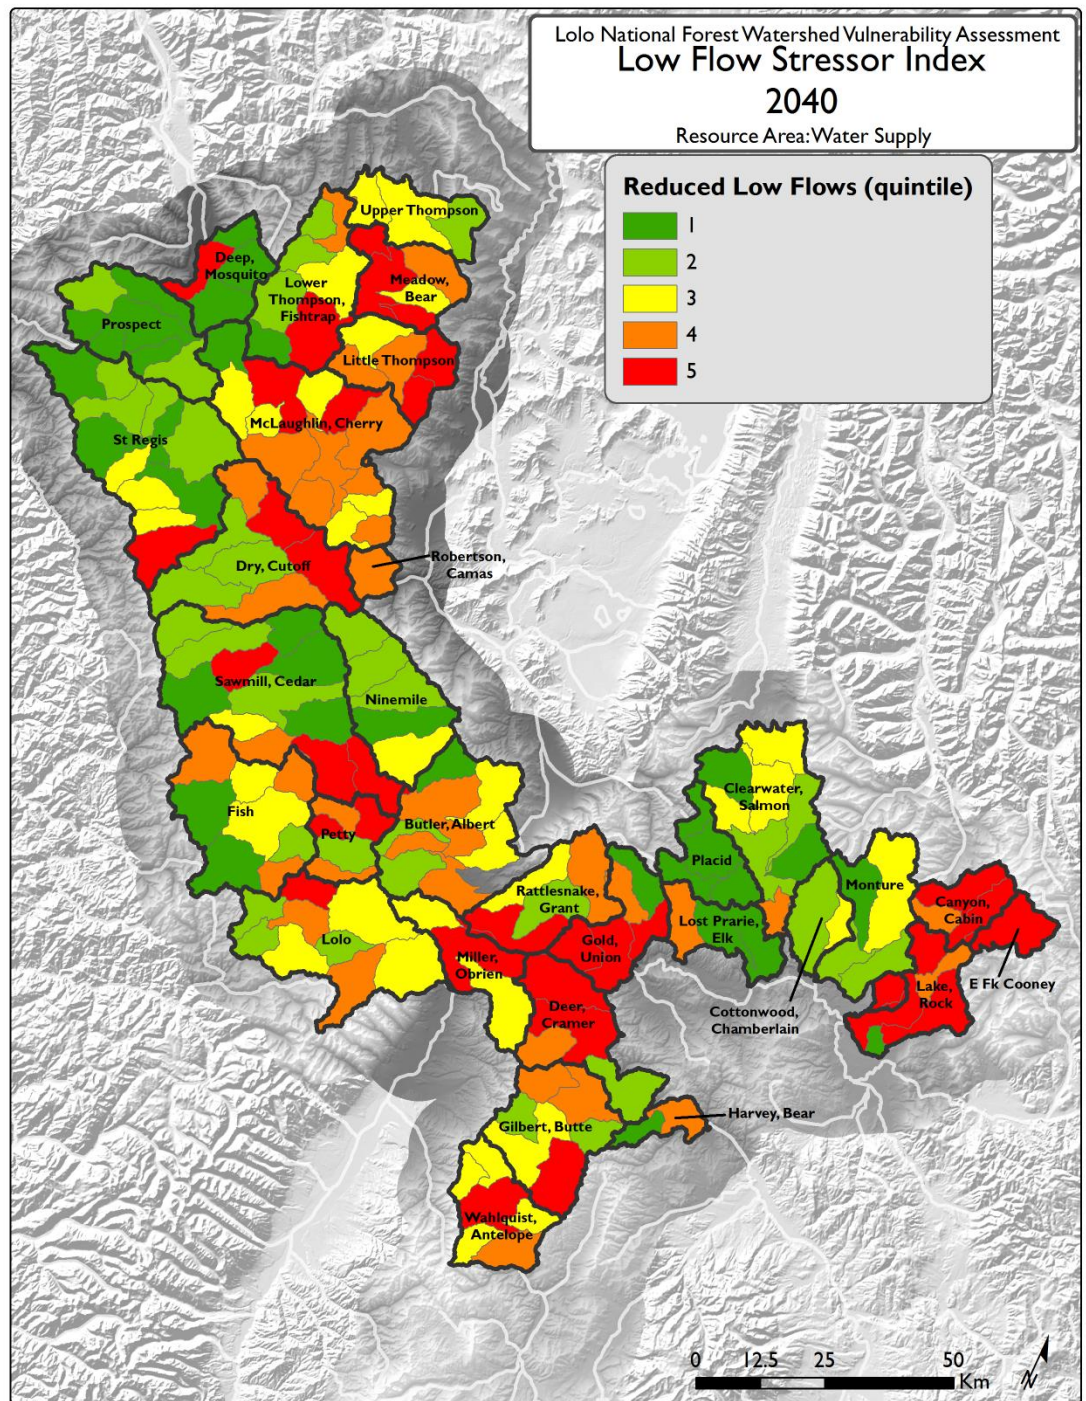 Lolo National Forest Watershed Vulnerability Assessment
Low Flow Stressor Index
2040
Resource Area: Water Supply
Reduced Low Flows (quintile)
1
2
3
4
5
Upper Thompson
Deep,
Mosquito
Meadow,
Bear
Lower
Thompson,
Fishtrap
Prospect
Little Thompson
McLaughlin, Cherry
St Regis
Robertson,
Camas
Dry, Cutoff
Sawmill, Cedar
Ninemile
Clearwater,
Salmon
Fish
Petty
Butler, Albert
Placid
Monture
Rattlesnake,
Grant
Canyon,
Cabin
Lost Prarie,
Elk
Lolo
Gold,
Union
Miller,
Obrien
E Fk Cooney
Lake,
Rock
Deer,
Cramer
Cottonwood,
Chamberlain
Harvey, Bear
Gilbert, Butte
Wahlquist,
Antelope
0 12.5 25 50
Km
N